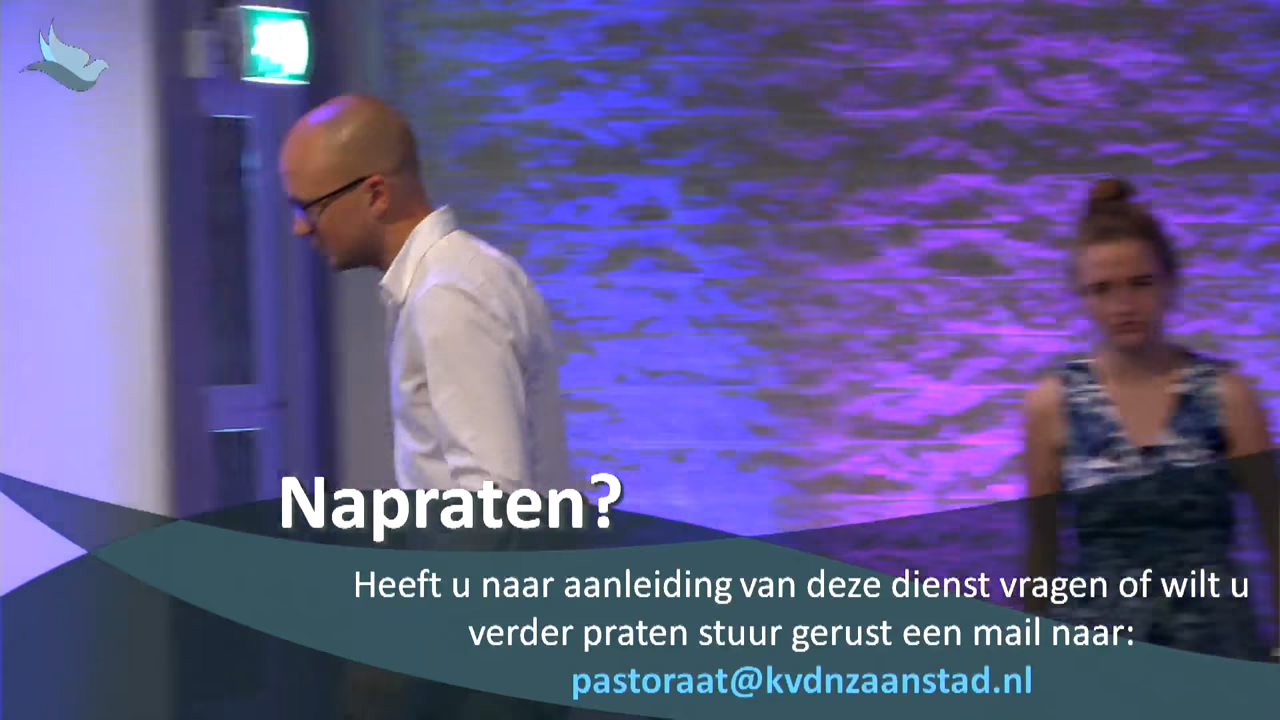 Napraten?
Heeft u naar aanleiding van deze dienst vragen of wilt u
verder praten stuur gerust een mail naar:
pastoraat@kvdnzaanstad.nl